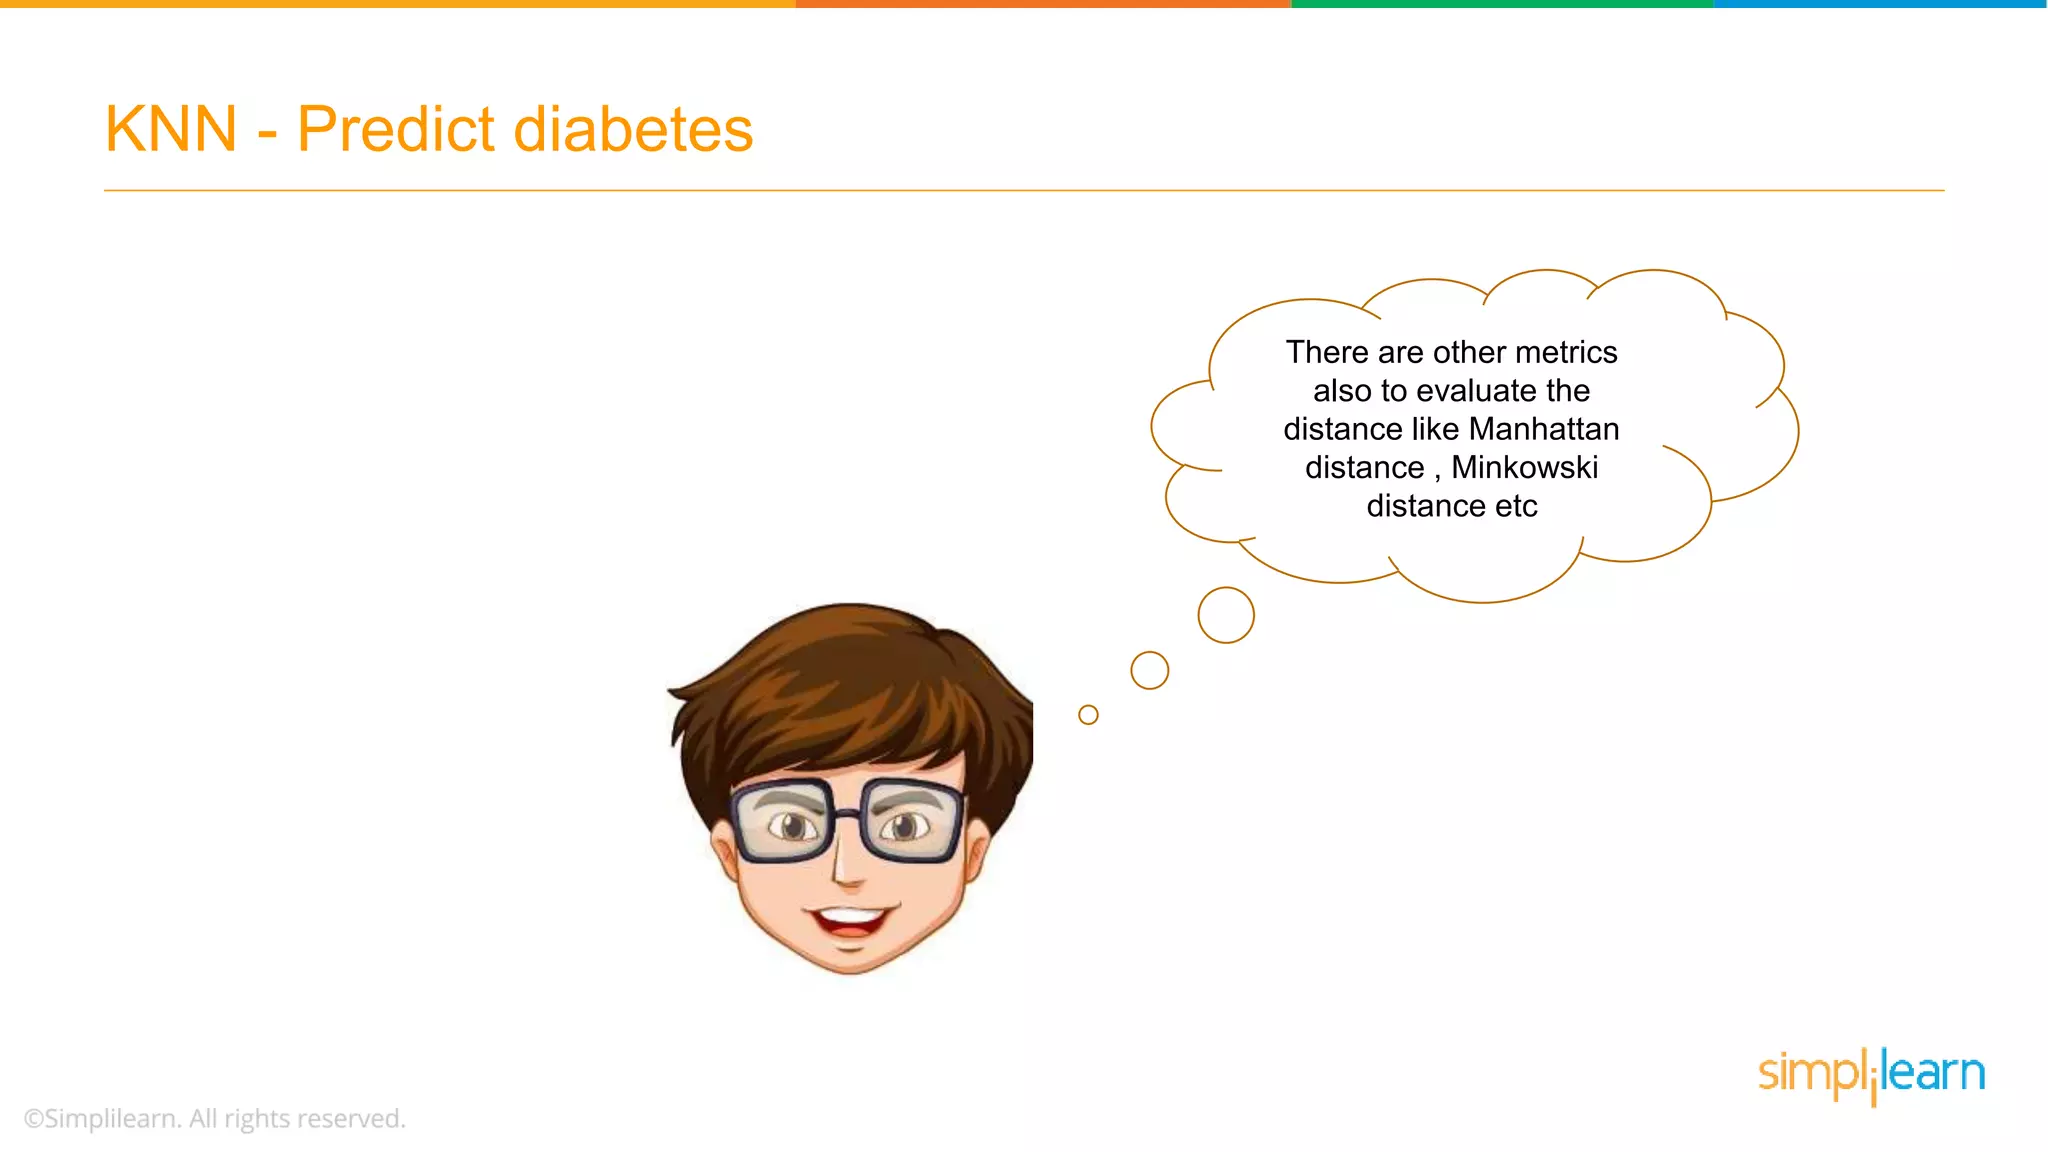 KNN - Predict diabetes
There are other metrics
also to evaluate the
distance like Manhattan
distance , Minkowski
distance etc
simplilearn
©Simplilearn. All rights reserved.